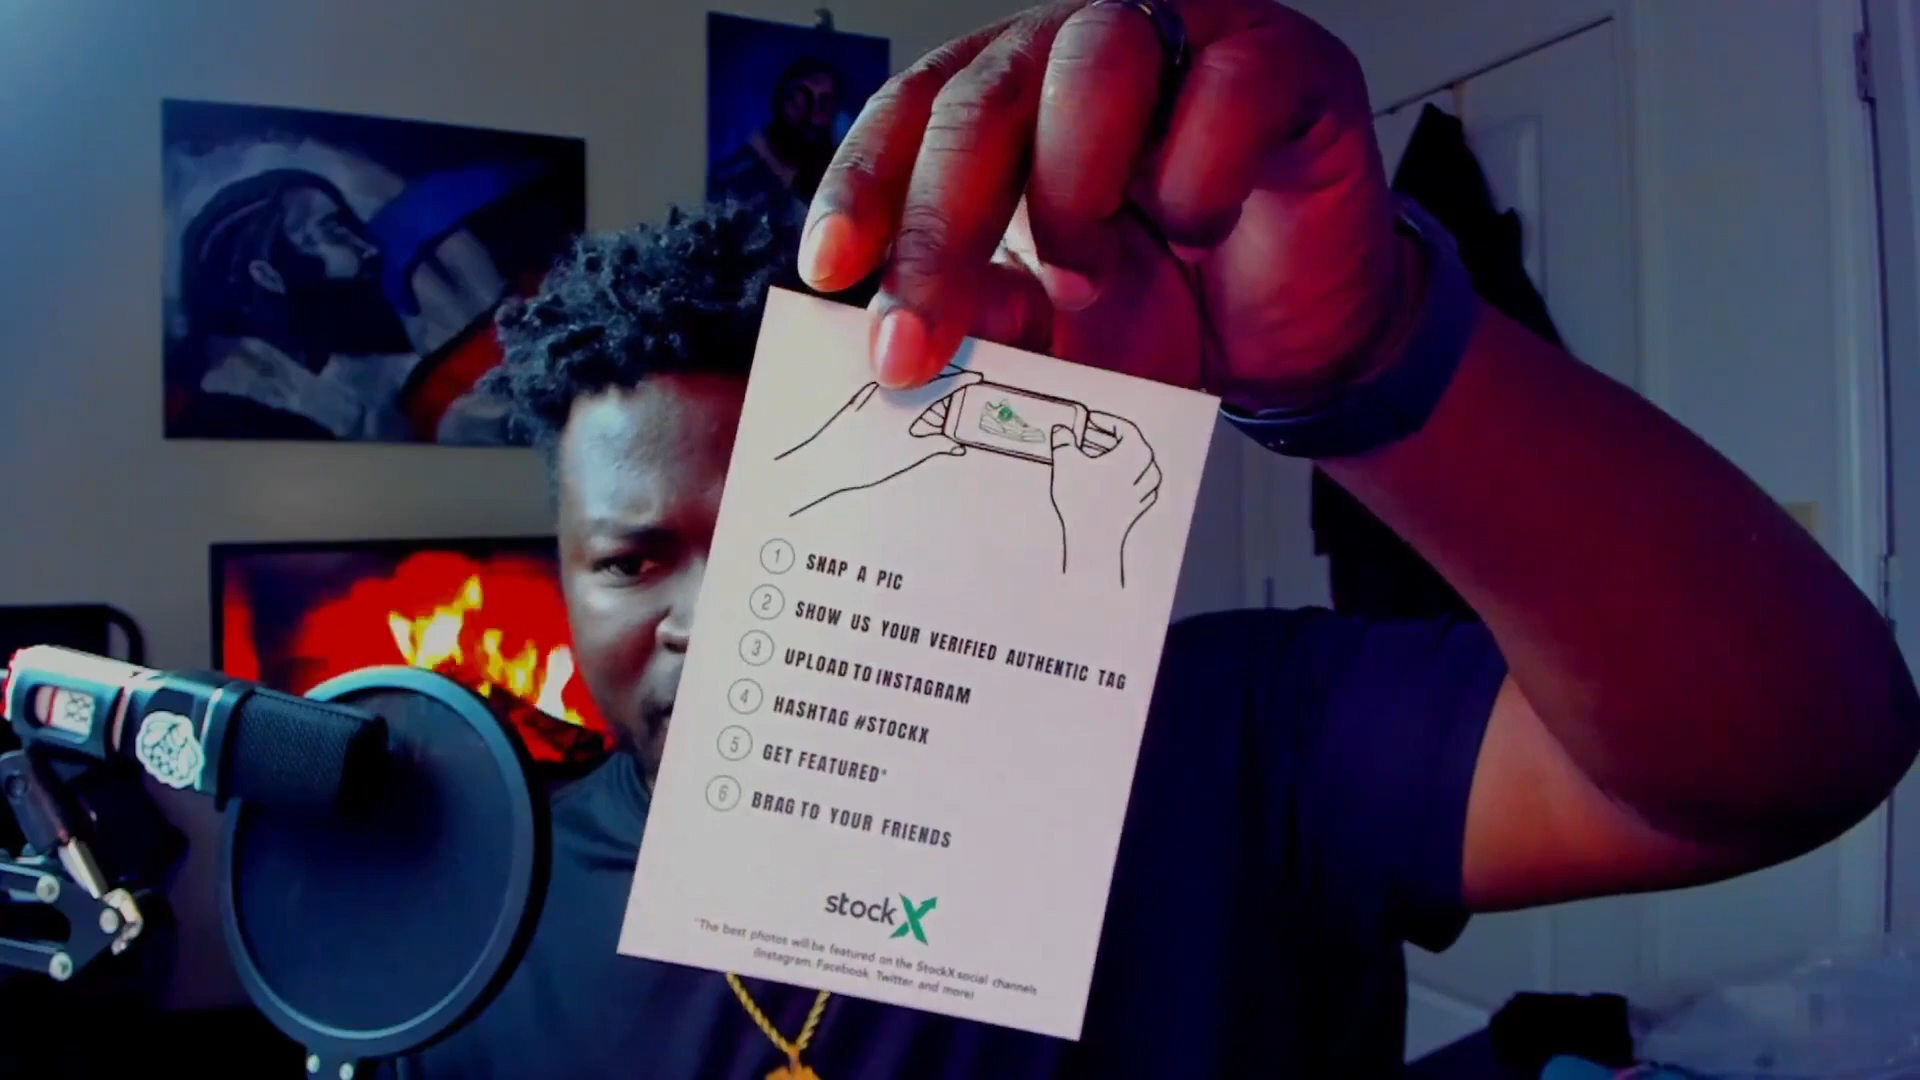 1 SNAP A PIC
2 SHOW US YOUR VERIFIED AUTHENTIC TAG
3 UPLOAD TO INSTAGRAM
4 HASHTAG #STOCKX
5 GET FEATURED*
6 BRAG TO YOUR FRIENDS
stockX
*The best photos will be featured on the StockX social channels
(Instagram, Facebook, Twitter, and more!